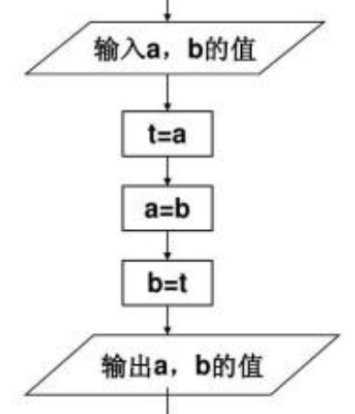 输入a，b的值
t=a
a=b
b=t
输出a，b的值